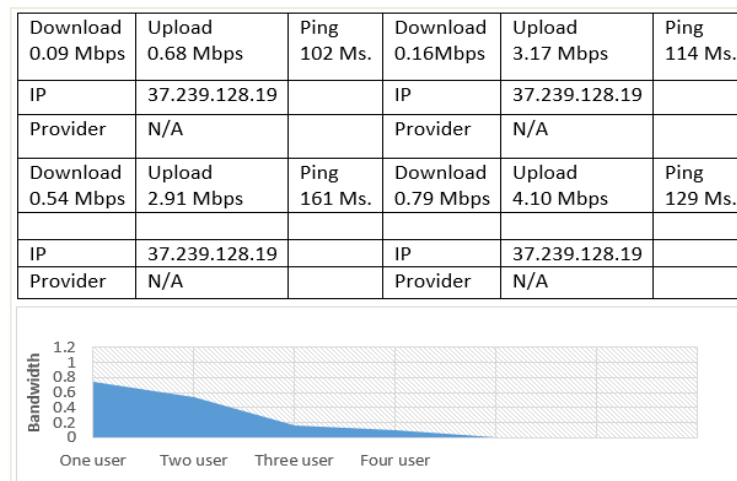 Download Upload Ping Download Upload Ping
0.09 Mbps 0.68 Mbps 102 Ms. 0.16Mbps 3.17 Mbps 114 Ms.
IP 37.239.128.19 IP 37.239.128.19
Provider N/A Provider N/A
Download Upload Ping Download Upload Ping
0.54 Mbps 2.91 Mbps 161 Ms. 0.79 Mbps 4.10 Mbps 129 Ms.
IP 37.239.128.19 IP 37.239.128.19
Provider N/A Provider N/A
Bandwidth
1.2
1
0.8
0.6
0.4
0.2
0
One user Two user Three user Four user